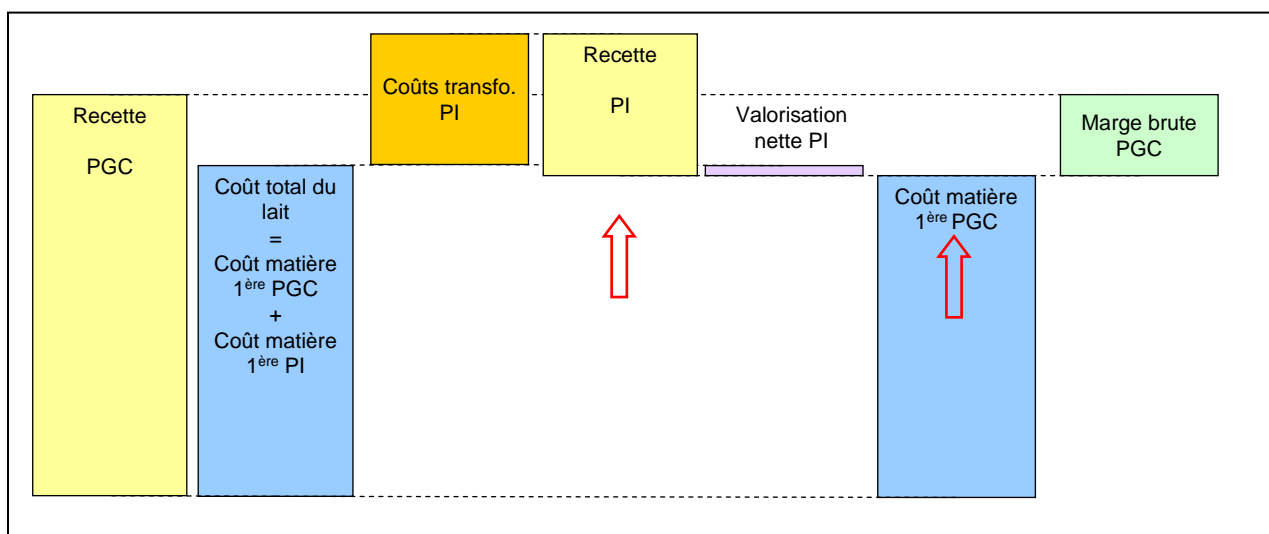 Recette
PGC
Coût total du
lait
=
Coût matière
1ère PGC
+
Coût matière
1ère PI
Coûts transfo.
PI
Recette
PI
Valorisation
nette PI
Coût matière
1ère PGC
Marge brute
PGC